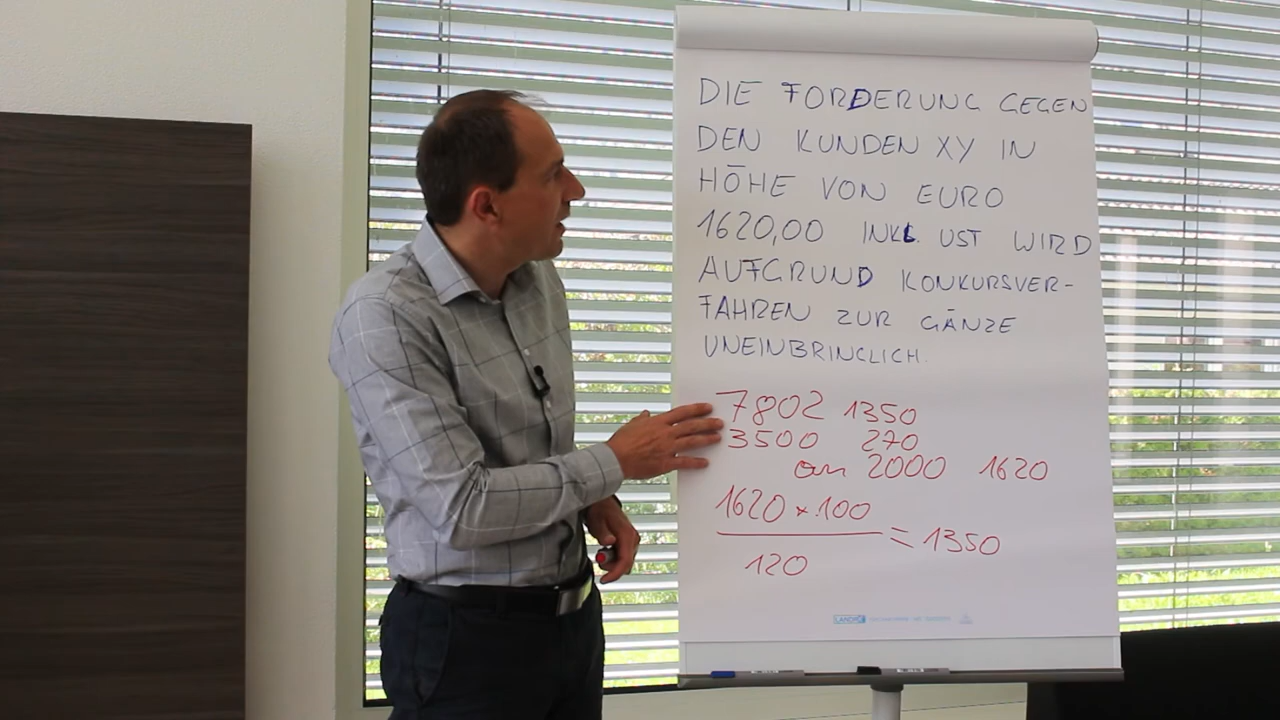 DIE FORDERUNG GEGEN
DEN KUNDEN XY IN
HÖHE VON EURO
1620,00 INKL. UST WIRD
AUFGRUND KONKURSVER-
FAHREN ZUR GÄNZE
UNEINBRINGLICH.
7802 1350
3500 270
an 2000 1620
1620 × 100
= 1350
120
LANDRÉ